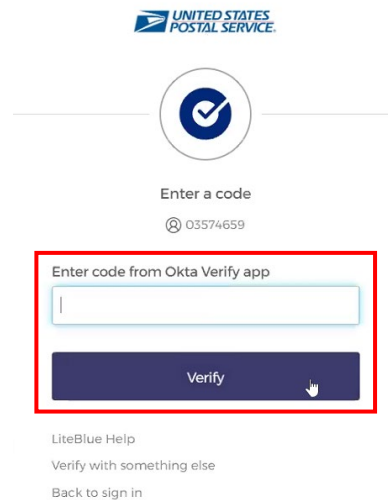 UNITED STATES
POSTAL SERVICE.
Enter a code
03574659
Enter code from Okta Verify app
Verify
LiteBlue Help
Verify with something else
Back to sign in